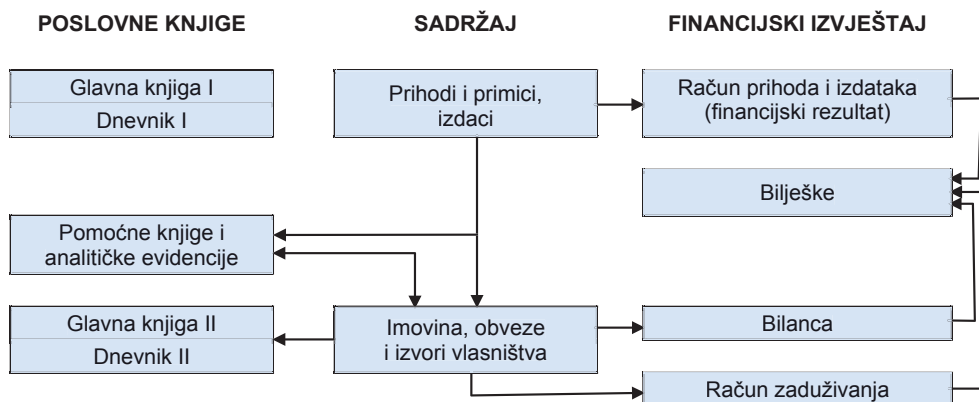 POSLOVNE KNJIGE
SADRŽAJ
FINANCIJSKI IZVJEŠTAJ
Glavna knjiga I
Dnevnik I
Prihodi i primici,
izdaci
Račun prihoda i izdataka
(financijski rezultat)
Bilješke
Pomoćne knjige i
analitičke evidencije
Glavna knjiga II
Dnevnik II
Imovina, obveze
i izvori vlasništva
Bilanca
Račun zaduživanja